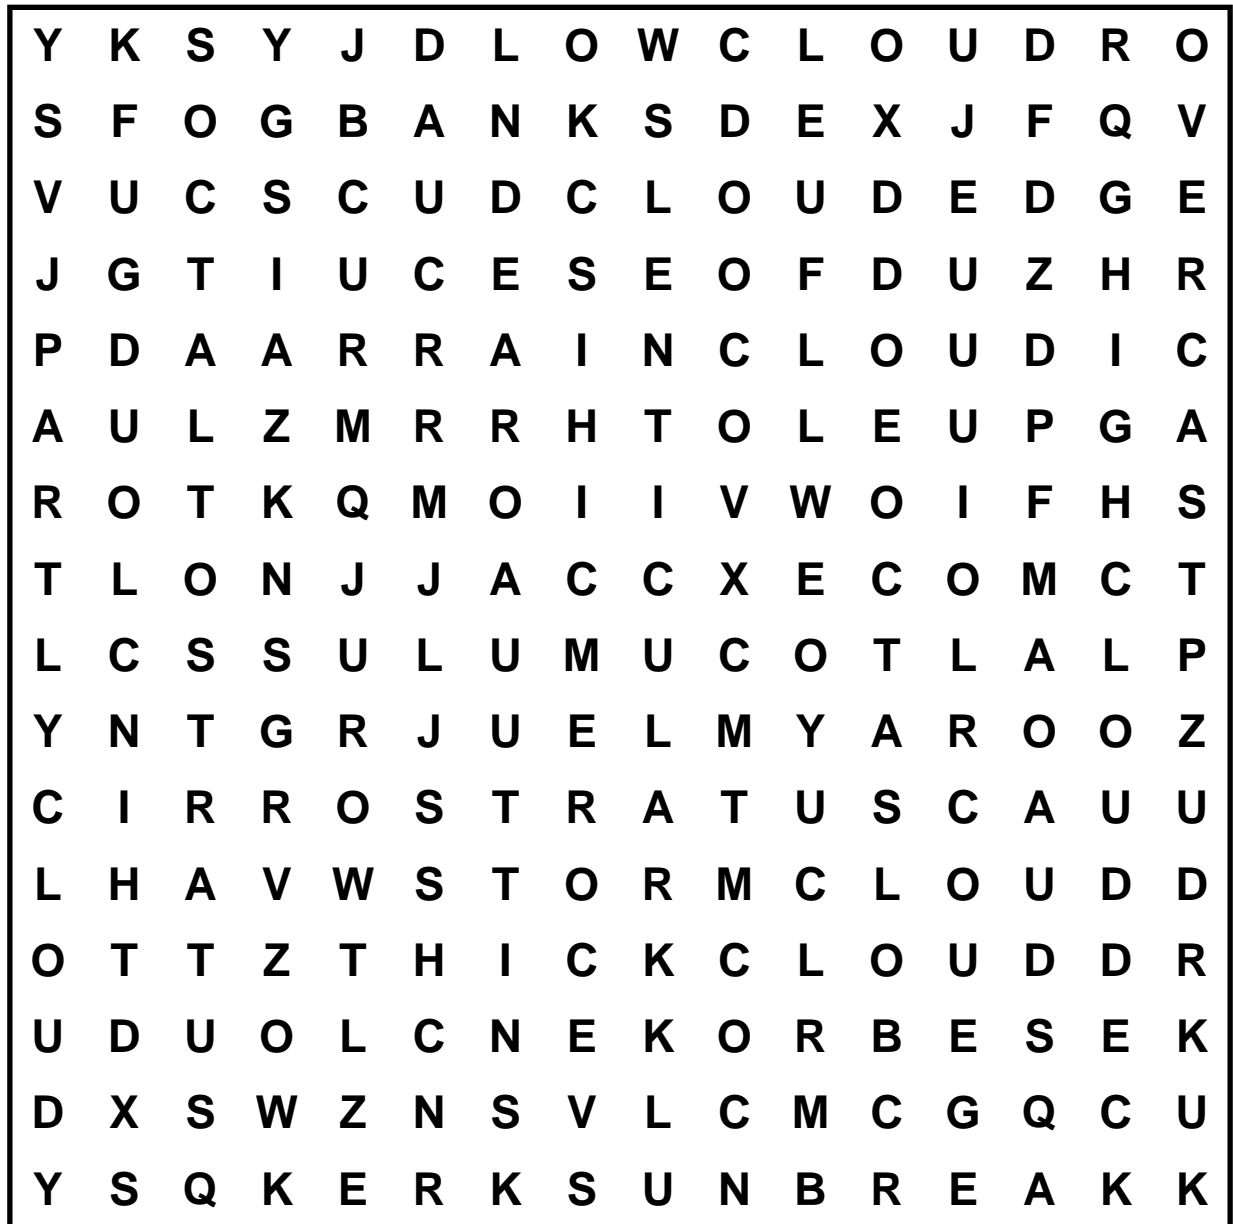 Y K S Y J D L O W C L O U D R O
S F O G B A N K S D E X J F Q V
V U C S C U D C L O U D E D G E
J G T I U C E S E O F D U Z H R
P D A A R R A I N C L O U D I C
A U L Z M R R H T O L E U P G A
R O T K Q M O I I V W O I F H S
T L O N J J A C C X E C O M C T
L C S S U L U M U C O T L A L P
Y N T G R J U E L M Y A R O O Z
C I R R O S T R A T U S C A U U
L H A V W S T O R M C L O U D D
O T T Z T H I C K C L O U D D R
U D U O L C N E K O R B E S E K
D X S W Z N S V L C M C G Q C U
Y S Q K E R K S U N B R E A K K